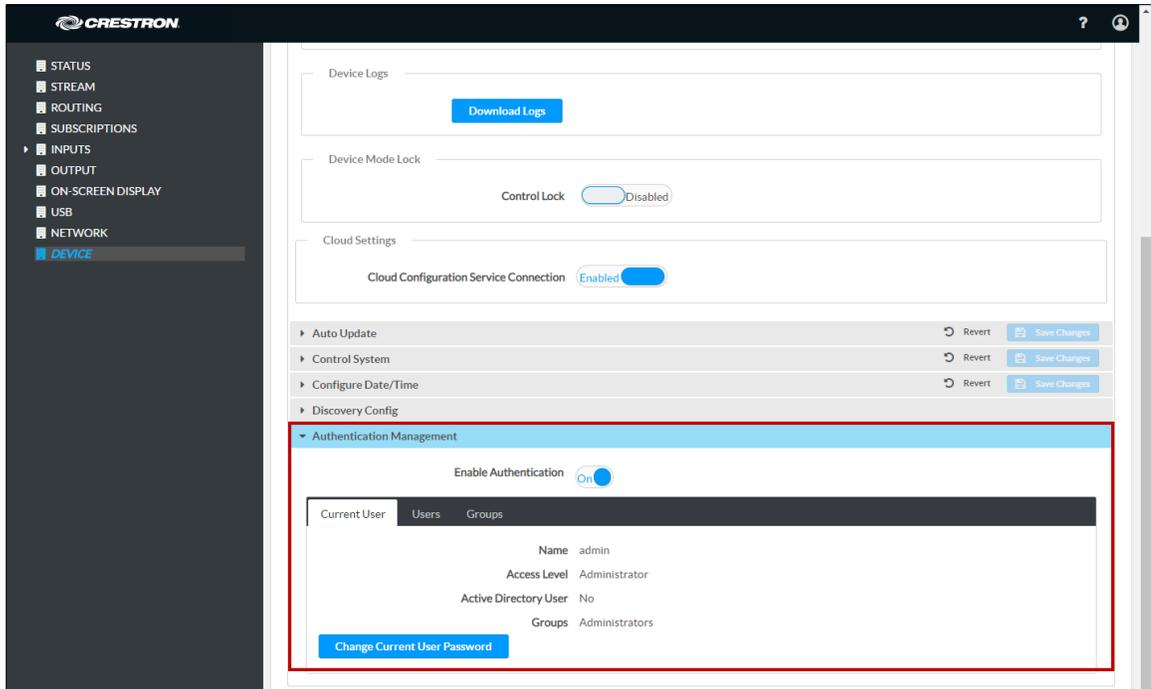 CRESTRON
?
STATUS
STREAM
ROUTING
SUBSCRIPTIONS
INPUTS
OUTPUT
ON-SCREEN DISPLAY
USB
NETWORK
DEVICE
Device Logs
Download Logs
Device Mode Lock
Control Lock Disabled
Cloud Settings
Cloud Configuration Service Connection Enabled
Auto Update Revert Save Changes
Control System Revert Save Changes
Configure Date/Time Revert Save Changes
Discovery Config
Authentication Management
Enable Authentication On
Current User Users Groups
Name admin
Access Level Administrator
Active Directory User No
Groups Administrators
Change Current User Password